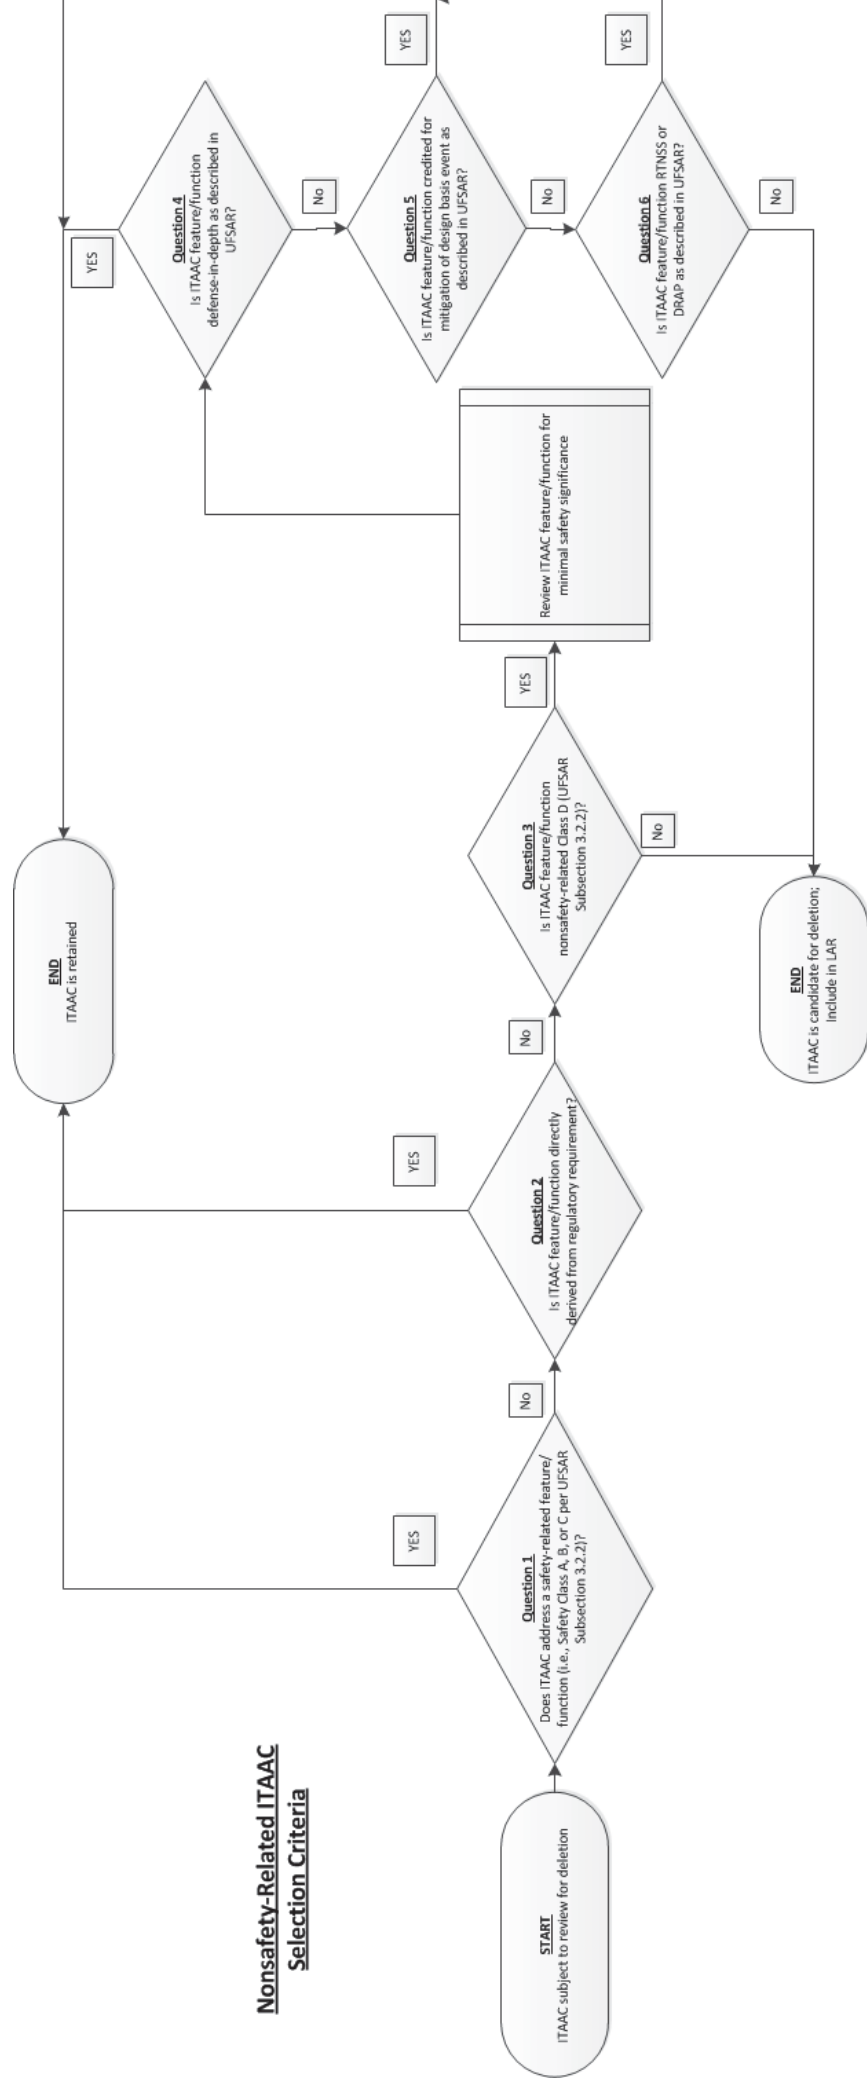 Nonsafety-Related ITAAC
Selection Criteria
START
ITAAC subject to review for deletion
Question 1
Does ITAAC address a safety-related feature/
function (i.e., Safety Class A, B, or C per UFSAR
Subsection 3.2.2)?
YES
No
Question 2
Is ITAAC feature/function directly
derived from regulatory requirement?
YES
No
END
ITAAC is retained
Question 3
Is ITAAC feature/function
nonsafety-related Class D (UFSAR
Subsection 3.2.2)?
YES
No
END
ITAAC is candidate for deletion;
Include in LAR
Review ITAAC feature/function for
minimal safety significance
Question 4
Is ITAAC feature/function
defense-in-depth as described in
UFSAR?
YES
No
Question 5
Is ITAAC feature/function credited for
mitigation of design basis event as
described in UFSAR?
YES
No
Question 6
Is ITAAC feature/function RTNSS or
DRAP as described in UFSAR?
YES
No